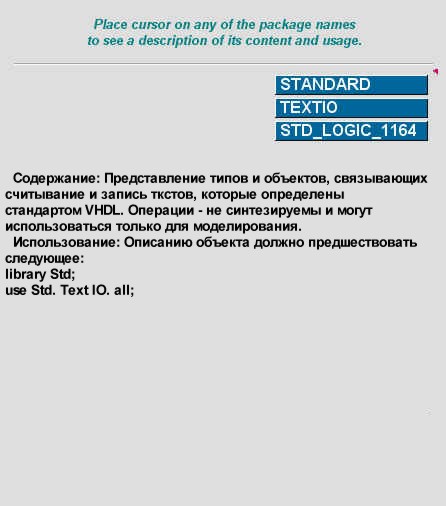 Place cursor on any of the package names
to see a description of its content and usage.
STANDARD
TEXTIO
STD_LOGIC_1164
Содержание: Представление типов и объектов, связывающих
считывание и запись ткстов, которые определены
стандартом VHDL. Операции - не синтезируемы и могут
использоваться только для моделирования.
Использование: Описанию объекта должно предшествовать
следующее:
library Std;
use Std. Text IO. all;